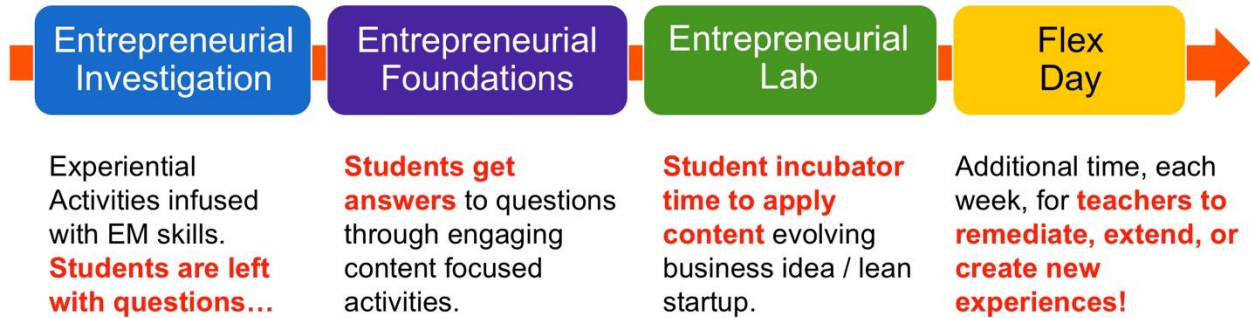 Entrepreneurial
Investigation
Entrepreneurial
Foundations
Entrepreneurial
Lab
Flex
Day
Experiential
Activities infused
with EM skills.
Students are left
with questions…
Students get
answers to questions
through engaging
content focused
activities.
Student incubator
time to apply
content evolving
business idea / lean
startup.
Additional time, each
week, for teachers to
remediate, extend, or
create new
experiences!